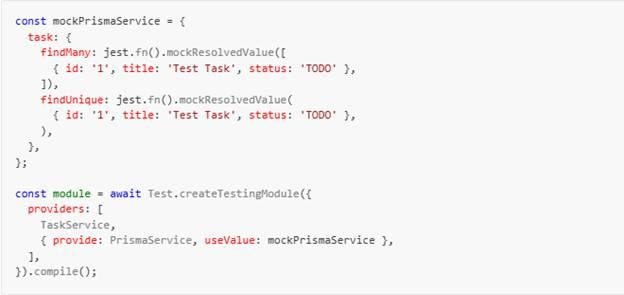 const mockPrismaService = {
  task: {
    findMany: jest.fn().mockResolvedValue([
      { id: '1', title: 'Test Task', status: 'TODO' },
    ]),
    findUnique: jest.fn().mockResolvedValue(
      { id: '1', title: 'Test Task', status: 'TODO' },
    ),
  },
};

const module = await Test.createTestingModule({
  providers: [
    TaskService,
    { provide: PrismaService, useValue: mockPrismaService },
  ],
}).compile();